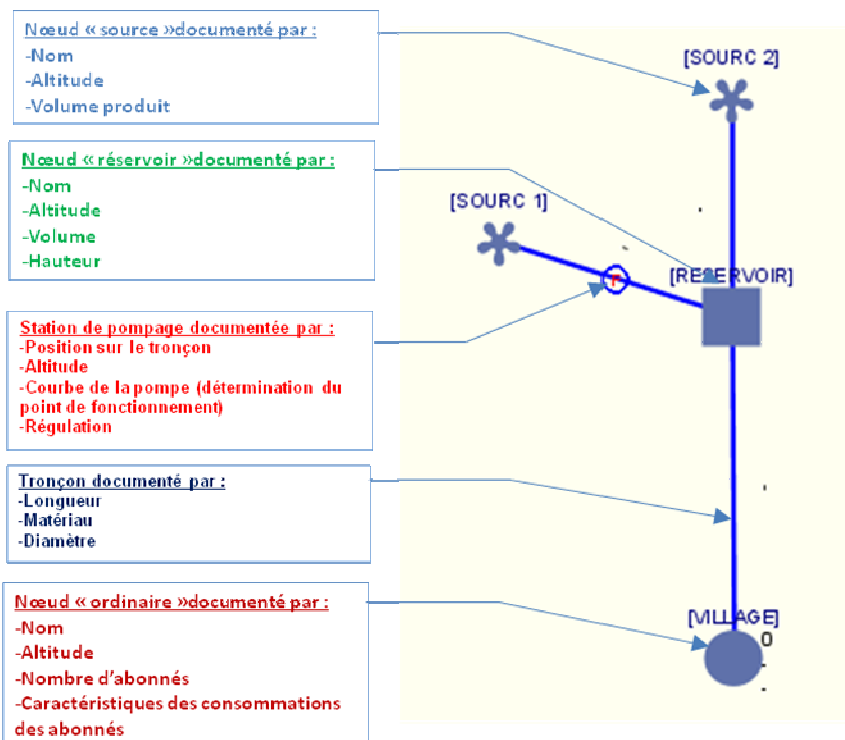 Nœud « source »documenté par :
-Nom
-Altitude
-Volume produit
Nœud « réservoir »documenté par :
-Nom
-Altitude
-Volume
-Hauteur
Station de pompage documentée par :
-Position sur le tronçon
-Altitude
-Courbe de la pompe (détermination du
point de fonctionnement)
-Régulation
Tronçon documenté par :
-Longueur
-Matériau
-Diamètre
Nœud « ordinaire »documenté par :
-Nom
-Altitude
-Nombre d'abonnés
-Caractéristiques des consommations
des abonnés
[SOURC 2]
[SOURC 1]
[RESERVOIR]
[VILLAGE]
0